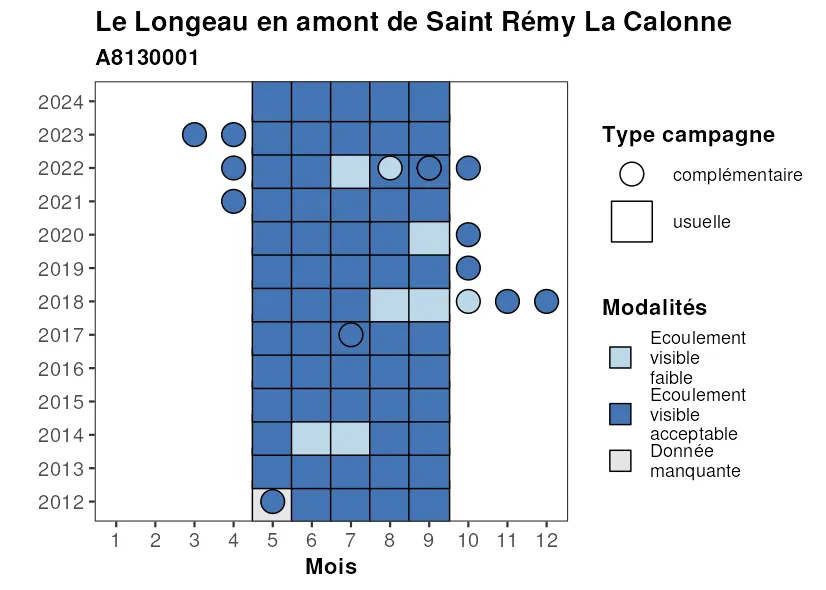 Le Longeau en amont de Saint Rémy La Calonne
A8130001
2024
2023
2022
2021
2020
2019
2018
2017
2016
2015
2014
2013
2012
1 2 3 4 5 6 7 8 9 10 11 12
Mois
Type campagne
complémentaire
usuelle
Modalités
Ecoulement
visible
faible
Ecoulement
visible
acceptable
Donnée
manquante